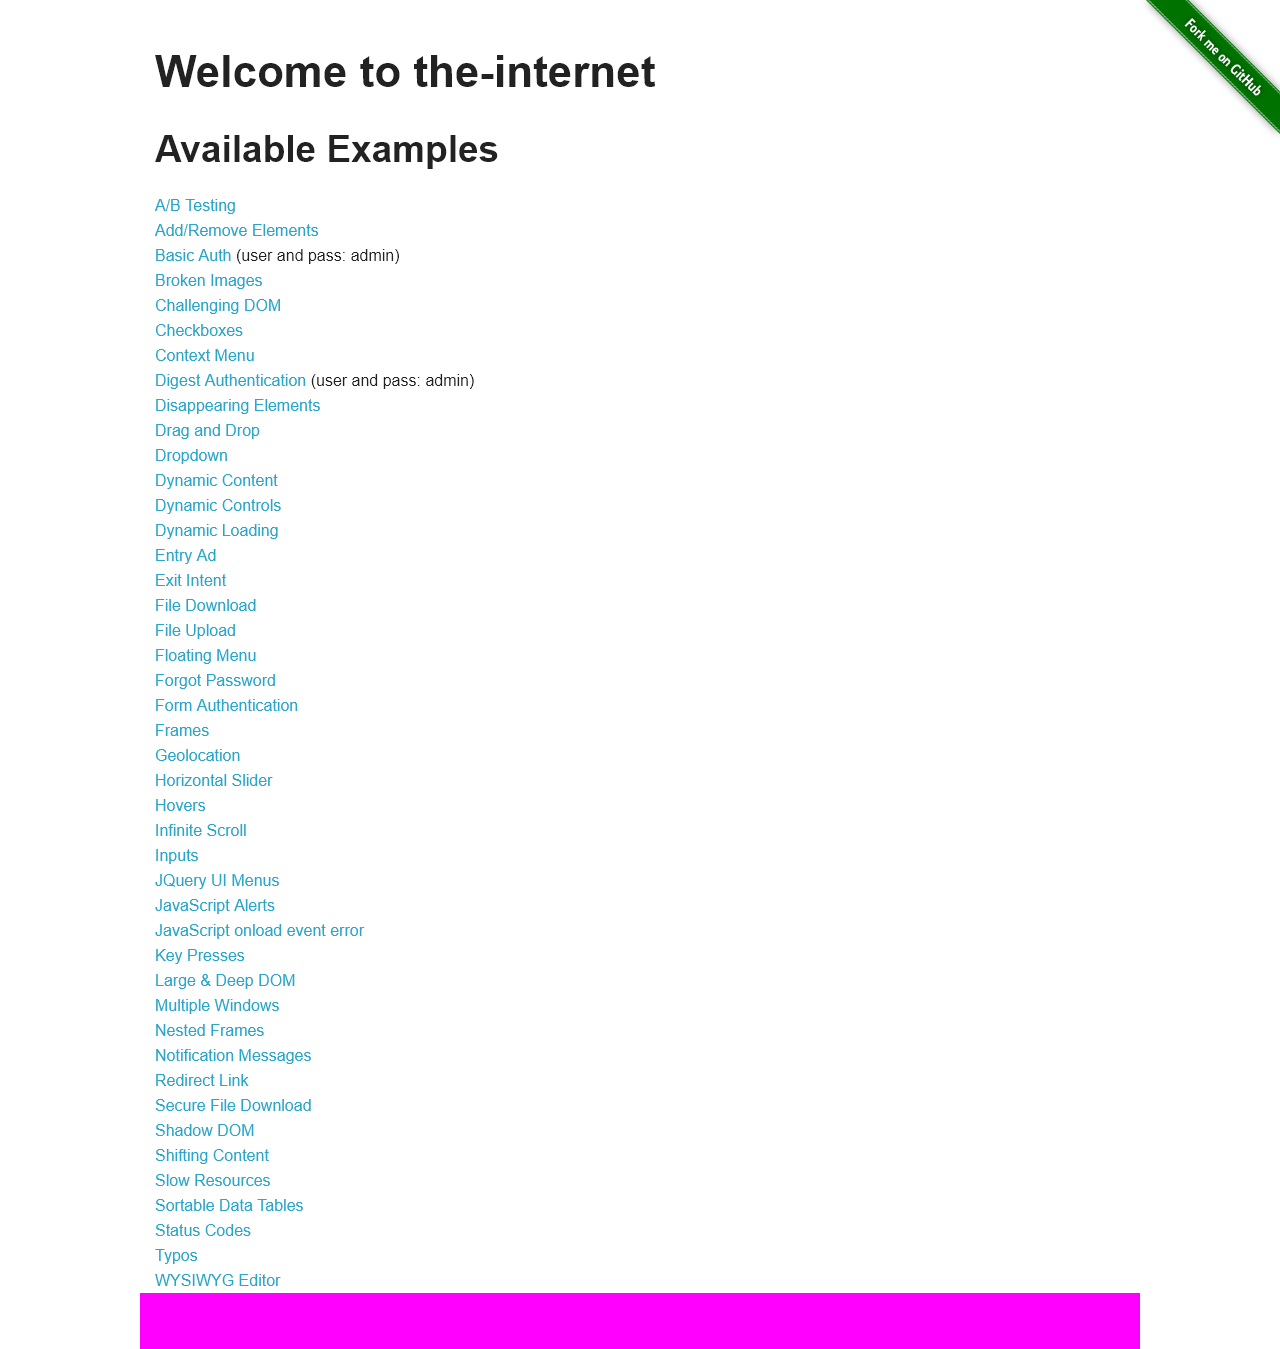 Fork me on GitHub
Welcome to the-internet
Available Examples
A/B Testing
Add/Remove Elements
Basic Auth (user and pass: admin)
Broken Images
Challenging DOM
Checkboxes
Context Menu
Digest Authentication (user and pass: admin)
Disappearing Elements
Drag and Drop
Dropdown
Dynamic Content
Dynamic Controls
Dynamic Loading
Entry Ad
Exit Intent
File Download
File Upload
Floating Menu
Forgot Password
Form Authentication
Frames
Geolocation
Horizontal Slider
Hovers
Infinite Scroll
Inputs
JQuery UI Menus
JavaScript Alerts
JavaScript onload event error
Key Presses
Large & Deep DOM
Multiple Windows
Nested Frames
Notification Messages
Redirect Link
Secure File Download
Shadow DOM
Shifting Content
Slow Resources
Sortable Data Tables
Status Codes
Typos
WYSIWYG Editor